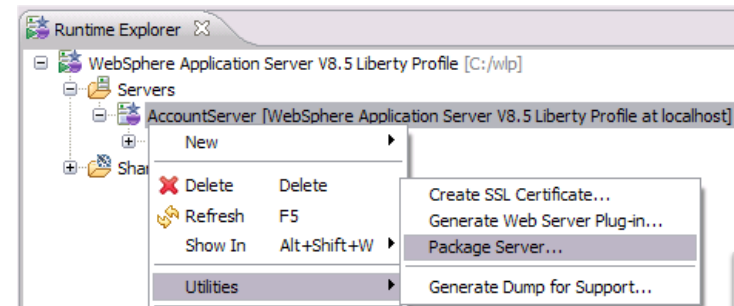 Runtime Explorer
WebSphere Application Server V8.5 Liberty Profile [C:/wlp]
Servers
AccountServer [WebSphere Application Server V8.5 Liberty Profile at localhost]
New
Shar
Delete Delete
Refresh F5
Show In Alt+Shift+W
Utilities
Create SSL Certificate...
Generate Web Server Plug-in...
Package Server...
Generate Dump for Support...